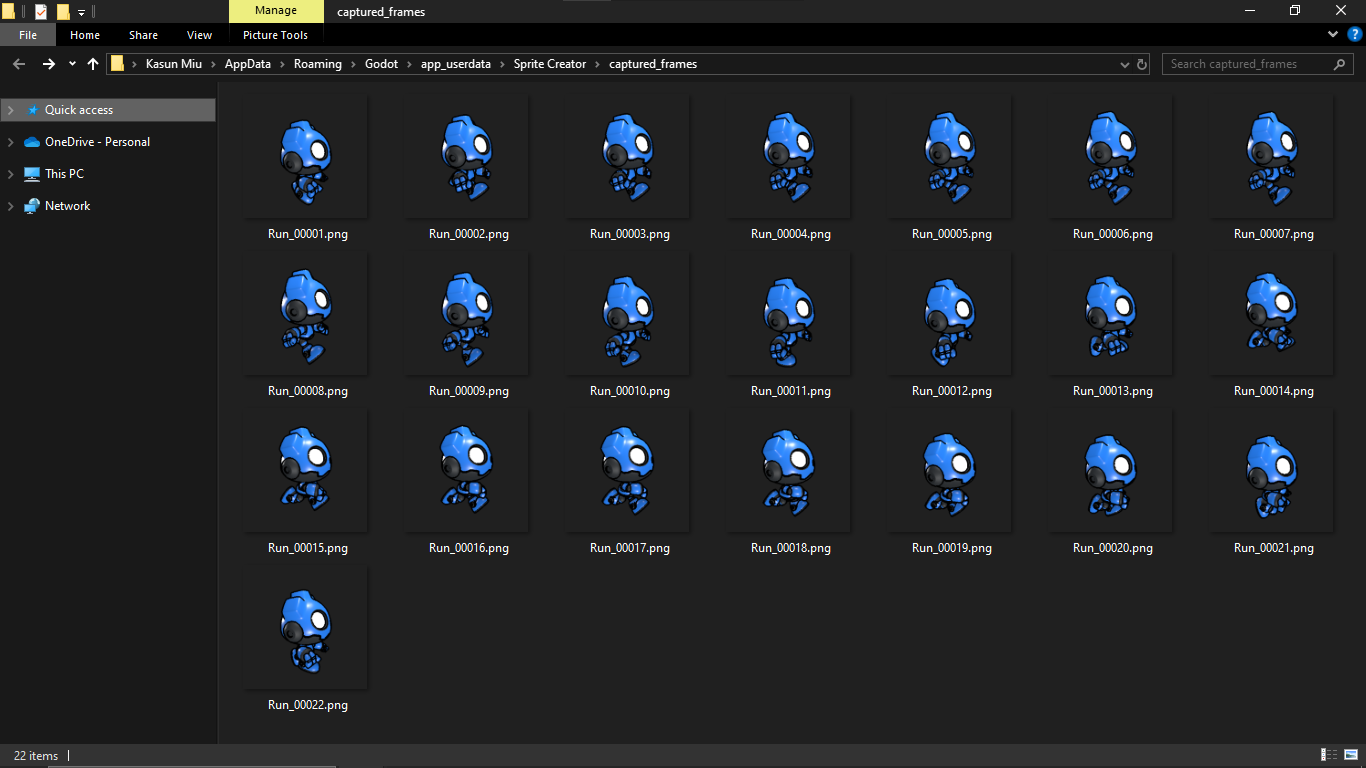 Manage
captured_frames
File
Home
Share
View
Picture Tools
Kasun Miu
AppData
Roaming
Godot
app_userdata
Sprite Creator
captured_frames
Search captured_frames
Quick access
OneDrive - Personal
This PC
Network
Run_00001.png
Run_00002.png
Run_00003.png
Run_00004.png
Run_00005.png
Run_00006.png
Run_00007.png
Run_00008.png
Run_00009.png
Run_00010.png
Run_00011.png
Run_00012.png
Run_00013.png
Run_00014.png
Run_00015.png
Run_00016.png
Run_00017.png
Run_00018.png
Run_00019.png
Run_00020.png
Run_00021.png
Run_00022.png
22 items